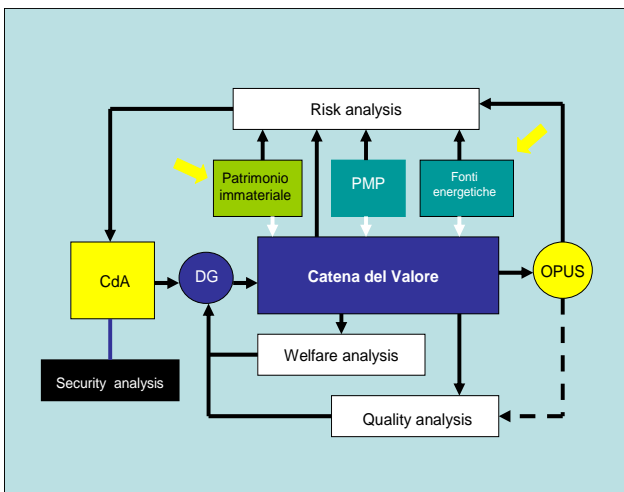 Risk analysis
Patrimonio
immateriale
PMP
Fonti
energetiche
CdA
DG
Catena del Valore
OPUS
Welfare analysis
Security analysis
Quality analysis